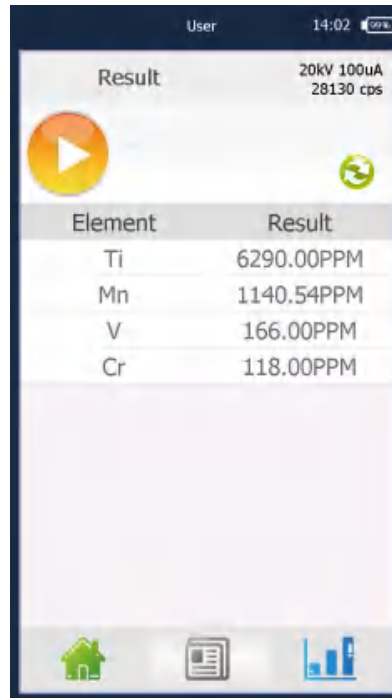 User 14:02 99%
Result 20kV 100uA
28130 cps
Element Result
Ti 6290.00PPM
Mn 1140.54PPM
V 166.00PPM
Cr 118.00PPM